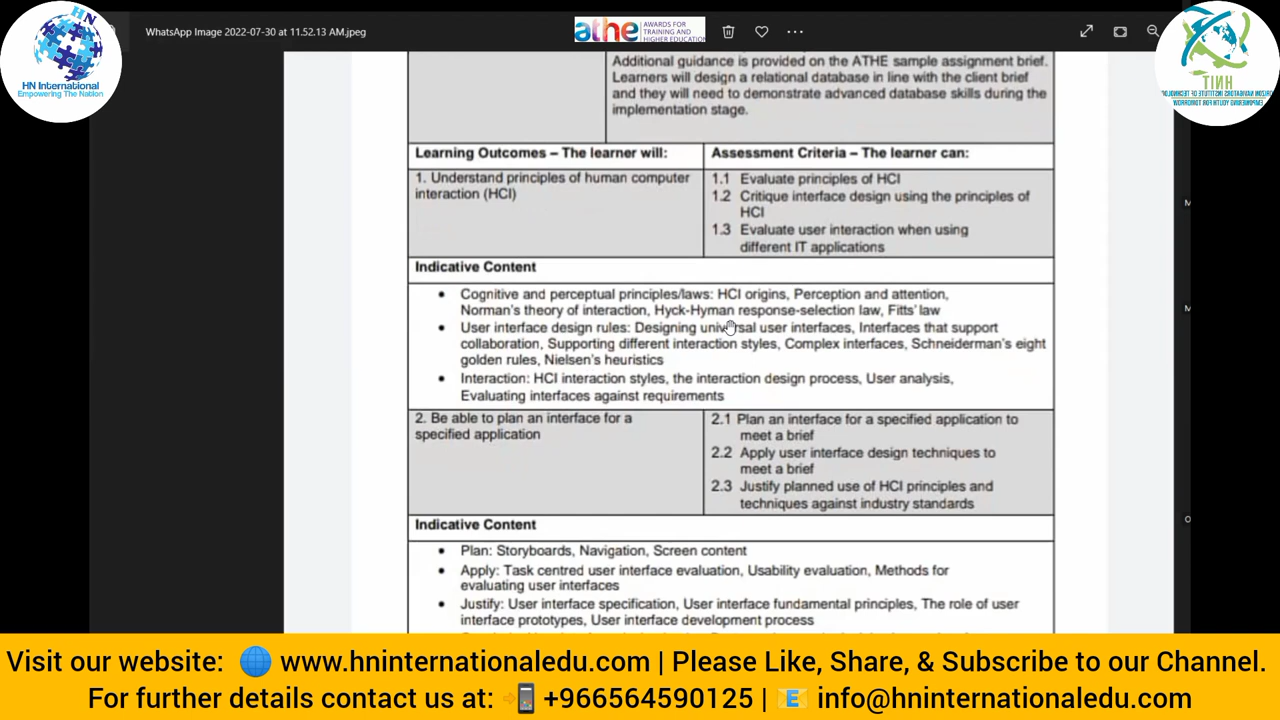 HN
HN International
Empowering The Nation
WhatsApp Image 2022-07-30 at 11.52.13 AM.jpeg
athe AWARDS FOR
TRAINING AND
HIGHER EDUCATION
HNIT
Additional guidance is provided on the ATHE sample assignment brief.
Learners will design a relational database in line with the client brief
and they will need to demonstrate advanced database skills during the
implementation stage.
Learning Outcomes – The learner will:
Assessment Criteria – The learner can:
1. Understand principles of human computer
interaction (HCI)
1.1 Evaluate principles of HCI
1.2 Critique interface design using the principles of
HCI
1.3 Evaluate user interaction when using
different IT applications
Indicative Content
• Cognitive and perceptual principles/laws: HCI origins, Perception and attention,
Norman's theory of interaction, Hyck-Hyman response-selection law, Fitts' law
• User interface design rules: Designing universal user interfaces, Interfaces that support
collaboration, Supporting different interaction styles, Complex interfaces, Schneiderman's eight
golden rules, Nielsen's heuristics
• Interaction: HCI interaction styles, the interaction design process, User analysis,
Evaluating interfaces against requirements
2. Be able to plan an interface for a
specified application
2.1 Plan an interface for a specified application to
meet a brief
2.2 Apply user interface design techniques to
meet a brief
2.3 Justify planned use of HCI principles and
techniques against industry standards
Indicative Content
• Plan: Storyboards, Navigation, Screen content
• Apply: Task centred user interface evaluation, Usability evaluation, Methods for
evaluating user interfaces
• Justify: User interface specification, User interface fundamental principles, The role of user
interface prototypes, User interface development process
Visit our website: www.hninternationaledu.com | Please Like, Share, & Subscribe to our Channel.
For further details contact us at: +966564590125 | info@hninternationaledu.com